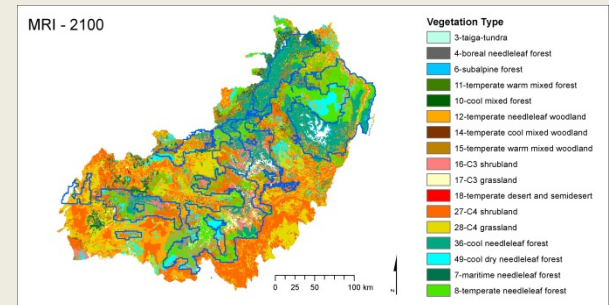 MRI - 2100
Vegetation Type
3-taiga-tundra
4-boreal needleleaf forest
6-subalpine forest
11-temperate warm mixed forest
10-cool mixed forest
12-temperate needleleaf woodland
14-temperate cool mixed woodland
15-temperate warm mixed woodland
16-C3 shrubland
17-C3 grassland
18-temperate desert and semidesert
27-C4 shrubland
28-C4 grassland
36-cool needleleaf forest
49-cool dry needleleaf forest
7-maritime needleleaf forest
8-temperate needleleaf forest
0 25 50 100 km